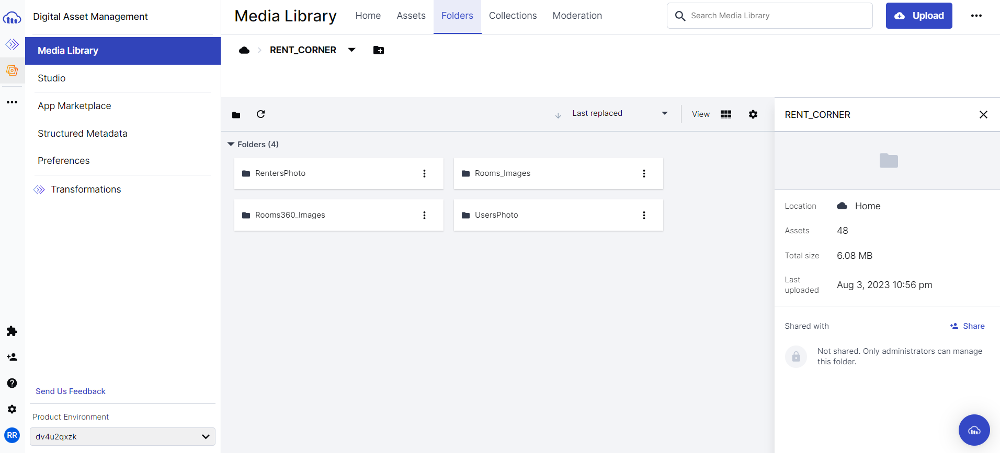 Digital Asset Management
Media Library
Studio
App Marketplace
Structured Metadata
Preferences
Transformations
Send Us Feedback
Product Environment
dv4u2qxzk
RR
Media Library
Home
Assets
Folders
Collections
Moderation
Search Media Library
Upload
RENT_CORNER
Last replaced
View
Folders (4)
RentersPhoto
Rooms_Images
Rooms360_Images
UsersPhoto
RENT_CORNER
Location Home
Assets 48
Total size 6.08 MB
Last uploaded Aug 3, 2023 10:56 pm
Shared with
Share
Not shared. Only administrators can manage
this folder.